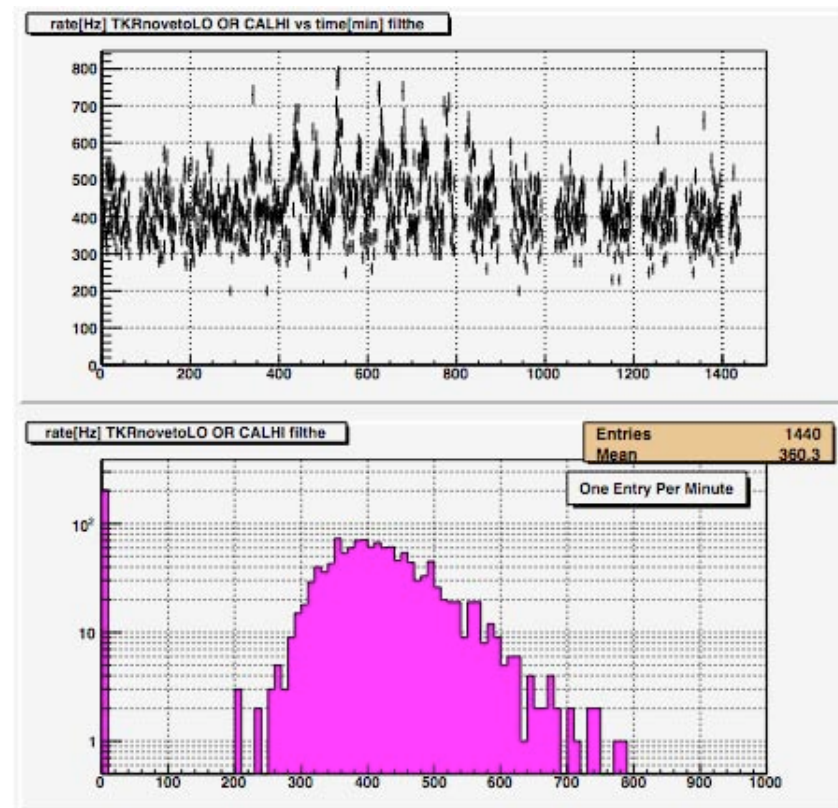 rate[Hz] TKRnovetoLO OR CALHI vs time[min] filthe
800
700
600
500
400
300
200
100
0
0 200 400 600 800 1000 1200 1400
rate[Hz] TKRnovetoLO OR CALHI filthe
Entries 1440
Mean 360.3
One Entry Per Minute
10²
10
1
0 100 200 300 400 500 600 700 800 900 1000